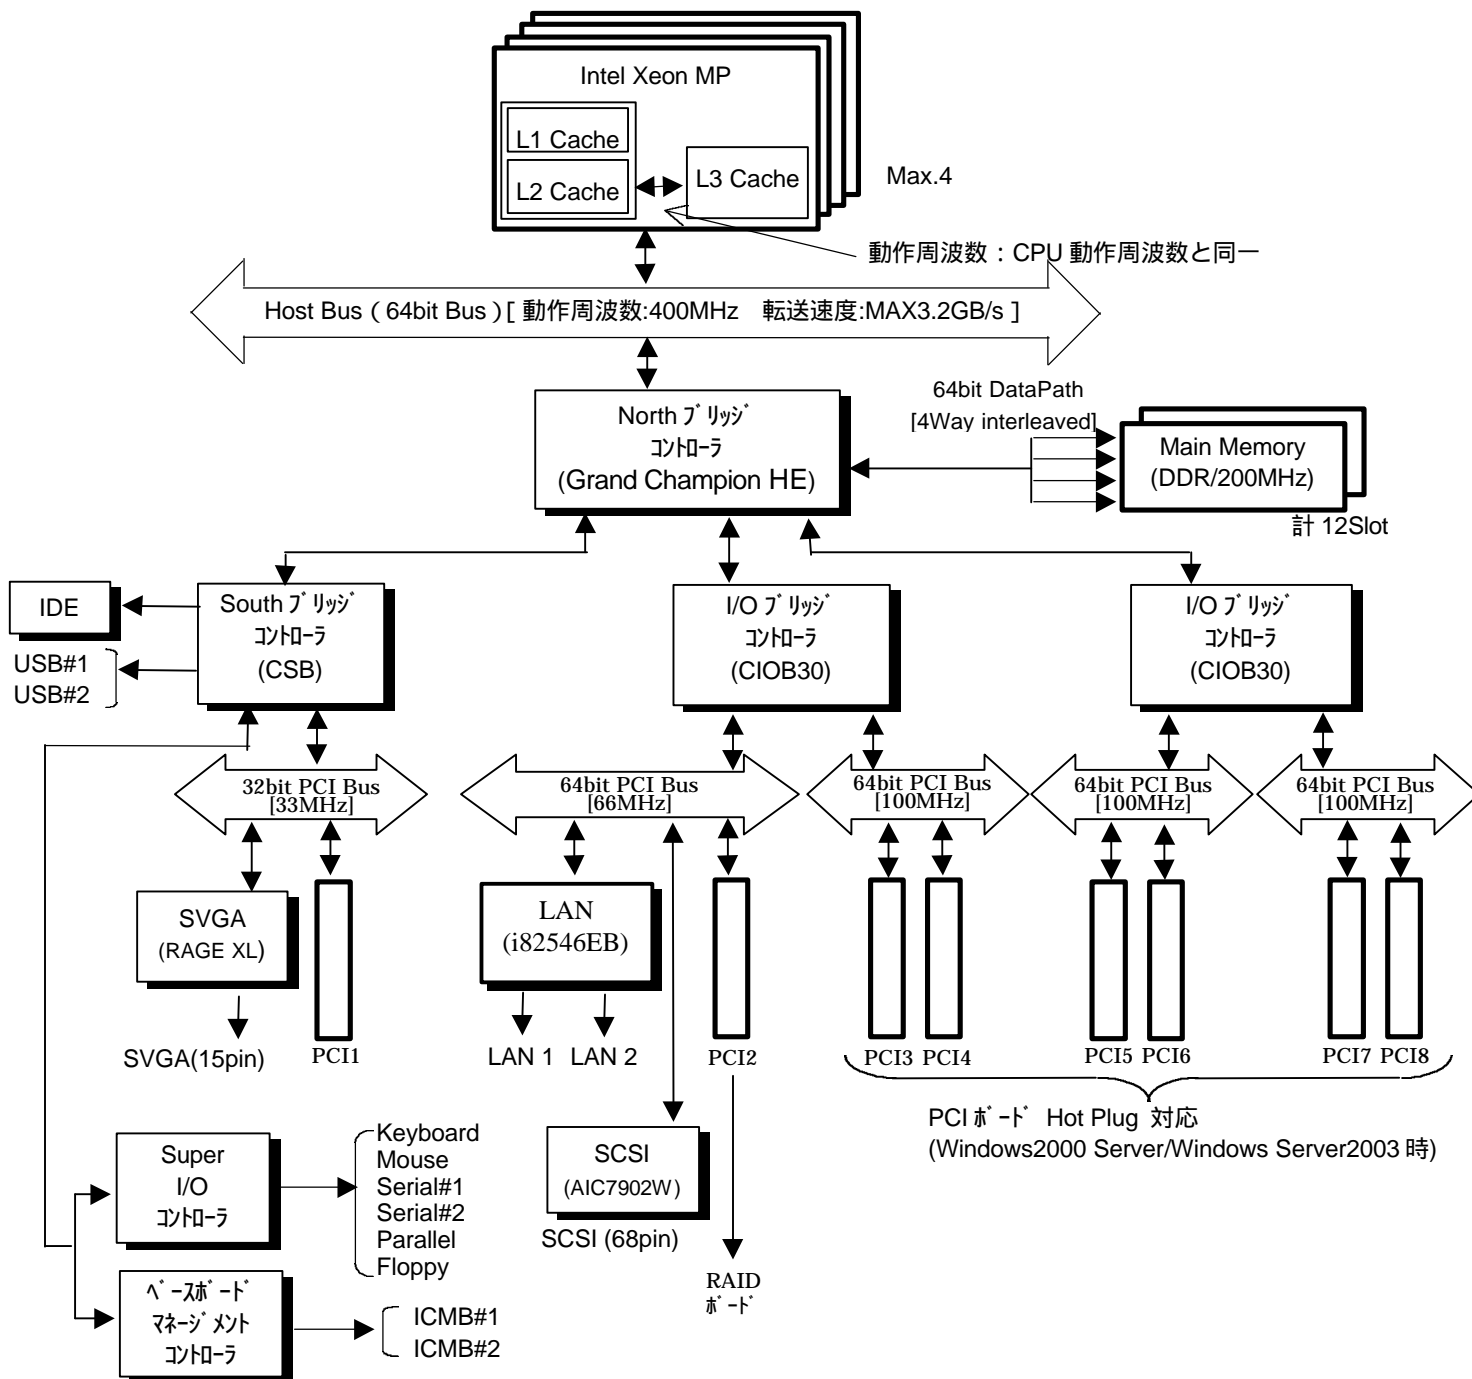 Intel Xeon MP
L1 Cache
L2 Cache
L3 Cache
Max.4
動作周波数：CPU 動作周波数と同一
Host Bus（64bit Bus）[ 動作周波数:400MHz　転送速度:MAX3.2GB/s ]
64bit DataPath
[4Way interleaved]
North ﾌﾞﾘｯｼﾞ
ｺﾝﾄﾛｰﾗ
(Grand Champion HE)
Main Memory
(DDR/200MHz)
計 12Slot
IDE
USB#1
USB#2
South ﾌﾞﾘｯｼﾞ
ｺﾝﾄﾛｰﾗ
(CSB)
I/O ﾌﾞﾘｯｼﾞ
ｺﾝﾄﾛｰﾗ
(CIOB30)
I/O ﾌﾞﾘｯｼﾞ
ｺﾝﾄﾛｰﾗ
(CIOB30)
32bit PCI Bus
[33MHz]
64bit PCI Bus
[66MHz]
64bit PCI Bus
[100MHz]
64bit PCI Bus
[100MHz]
64bit PCI Bus
[100MHz]
SVGA
(RAGE XL)
LAN
(i82546EB)
SVGA(15pin)
PCI1
LAN 1
LAN 2
PCI2
PCI3
PCI4
PCI5
PCI6
PCI7
PCI8
PCI ﾎﾞｰﾄﾞ Hot Plug 対応
(Windows2000 Server/Windows Server2003 時)
Super
I/O
ｺﾝﾄﾛｰﾗ
Keyboard
Mouse
Serial#1
Serial#2
Parallel
Floppy
SCSI
(AIC7902W)
SCSI (68pin)
RAID
ﾎﾞｰﾄﾞ
ﾍﾞｰｽﾎﾞｰﾄﾞ
ﾏﾈｰｼﾞﾒﾝﾄ
ｺﾝﾄﾛｰﾗ
ICMB#1
ICMB#2